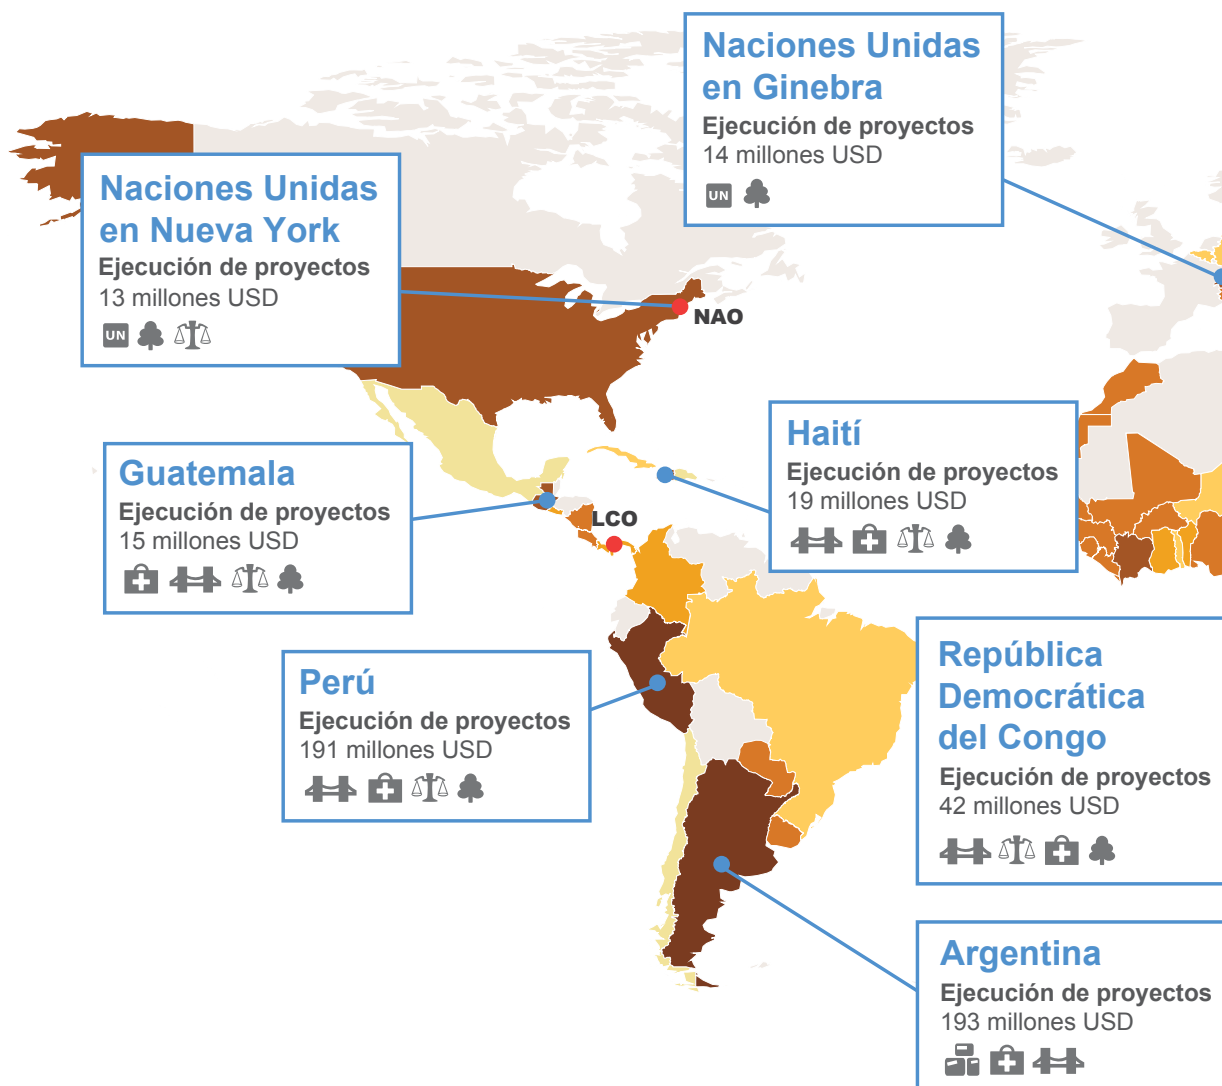 Naciones Unidas
en Ginebra
Ejecución de proyectos
14 millones USD
UN
Naciones Unidas
en Nueva York
Ejecución de proyectos
13 millones USD
UN
NAO
Haití
Ejecución de proyectos
19 millones USD
Guatemala
Ejecución de proyectos
15 millones USD
LCO
Perú
Ejecución de proyectos
191 millones USD
República
Democrática
del Congo
Ejecución de proyectos
42 millones USD
Argentina
Ejecución de proyectos
193 millones USD